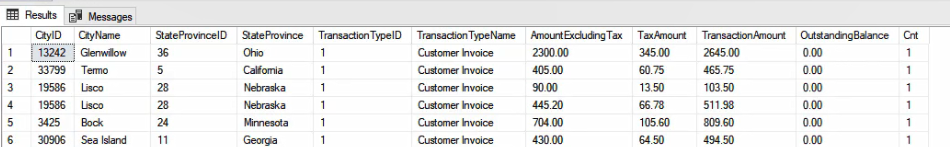 Results Messages
CityID CityName StateProvinceID StateProvince TransactionTypeID TransactionTypeName AmountExcludingTax TaxAmount TransactionAmount OutstandingBalance Cnt
1 13242 Glenwillow 36 Ohio 1 Customer Invoice 2300.00 345.00 2645.00 0.00 1
2 33799 Termo 5 California 1 Customer Invoice 405.00 60.75 465.75 0.00 1
3 19586 Lisco 28 Nebraska 1 Customer Invoice 90.00 13.50 103.50 0.00 1
4 19586 Lisco 28 Nebraska 1 Customer Invoice 445.20 66.78 511.98 0.00 1
5 3425 Bock 24 Minnesota 1 Customer Invoice 704.00 105.60 809.60 0.00 1
6 30906 Sea Island 11 Georgia 1 Customer Invoice 430.00 64.50 494.50 0.00 1